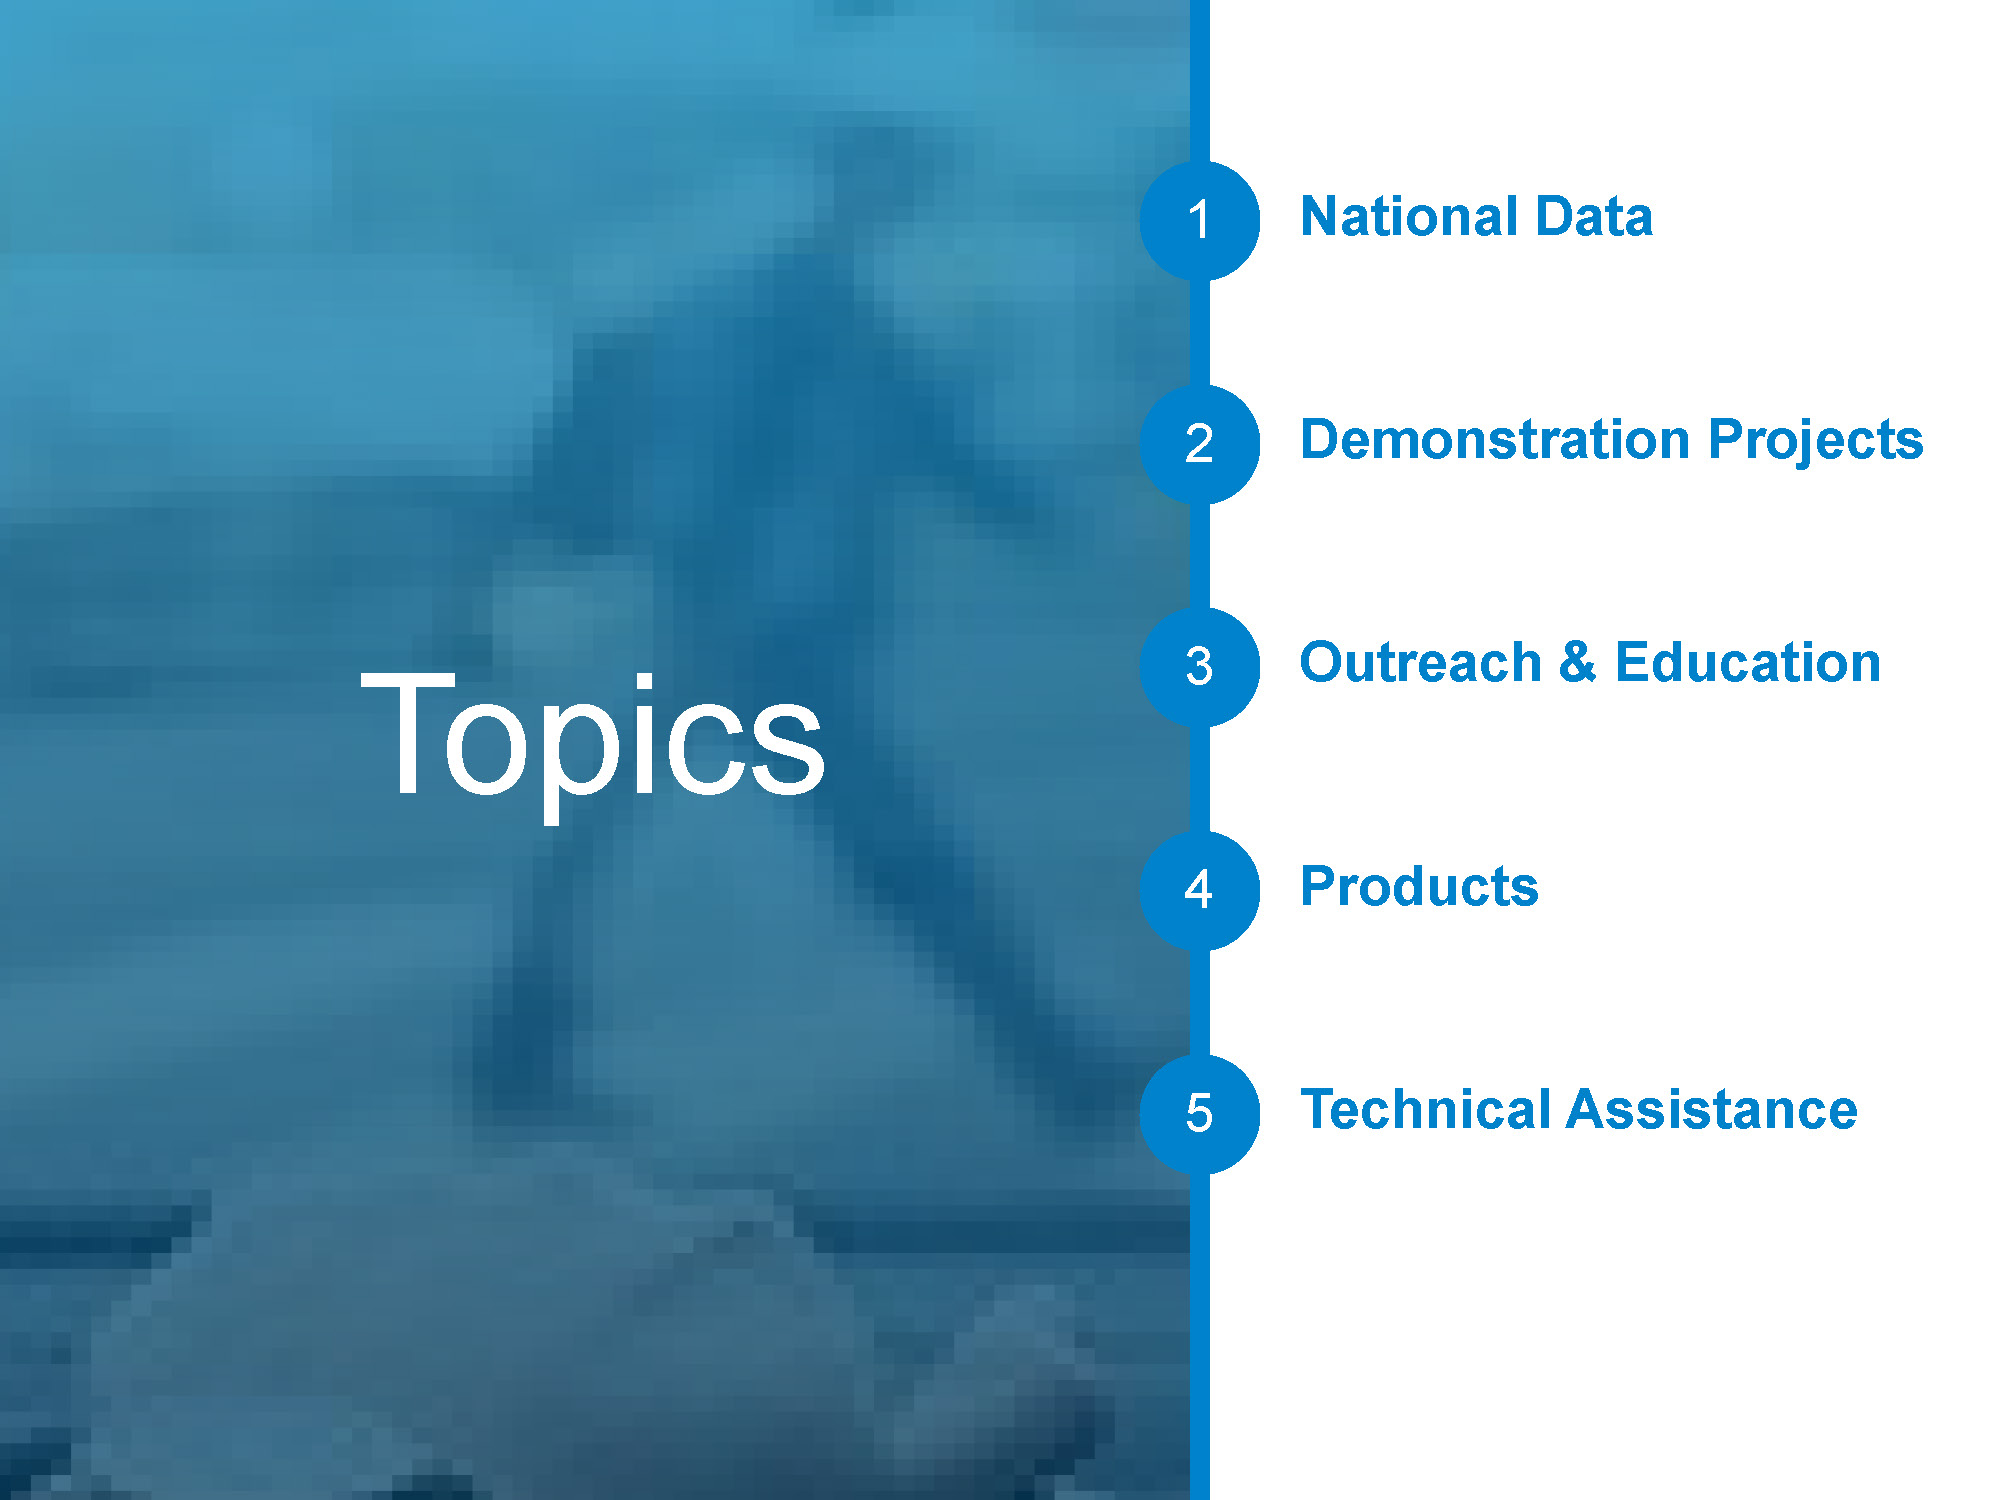 Topics
1 National Data
2 Demonstration Projects
3 Outreach & Education
4 Products
5 Technical Assistance